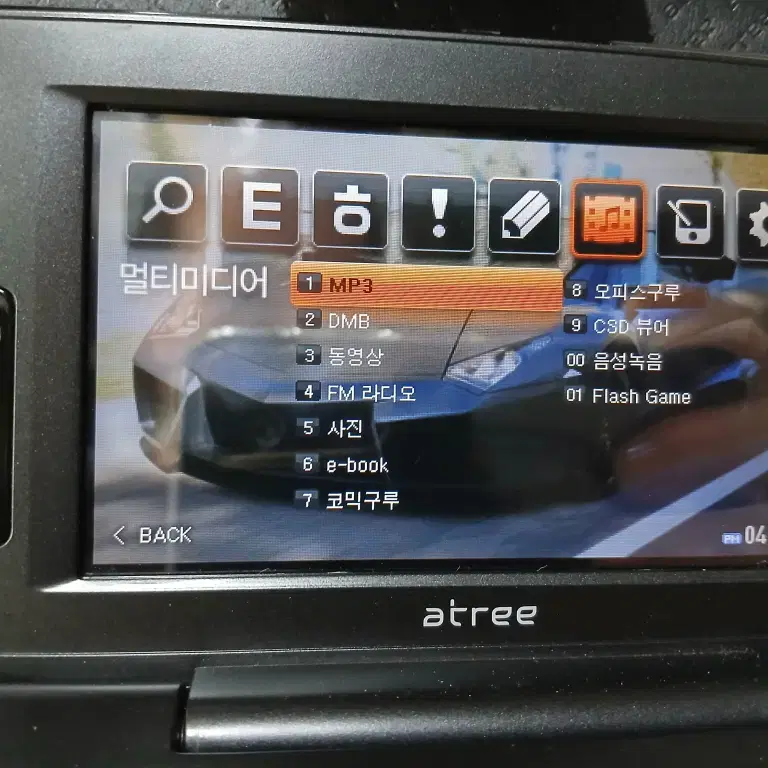 E ㅎ !
멀티미디어
1 MP3
2 DMB
3 동영상
4 FM 라디오
5 사진
6 e-book
7 코믹구루
8 오피스구루
9 CSD 뷰어
00 음성녹음
01 Flash Game
< BACK
PM 04
atree